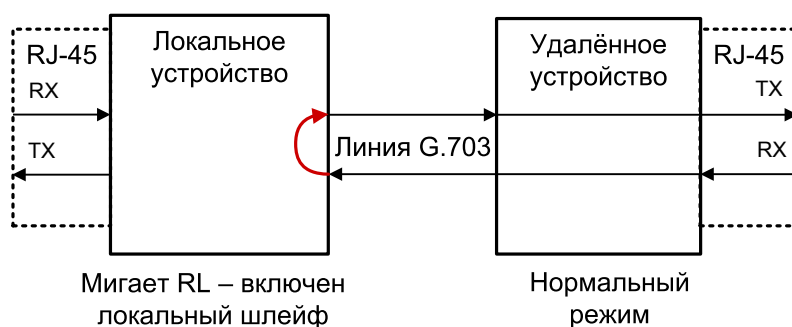 RJ-45
Локальное
устройство
Удалённое
устройство
RJ-45
RX
TX
TX
Линия G.703
RX
Мигает RL – включен
локальный шлейф
Нормальный
режим